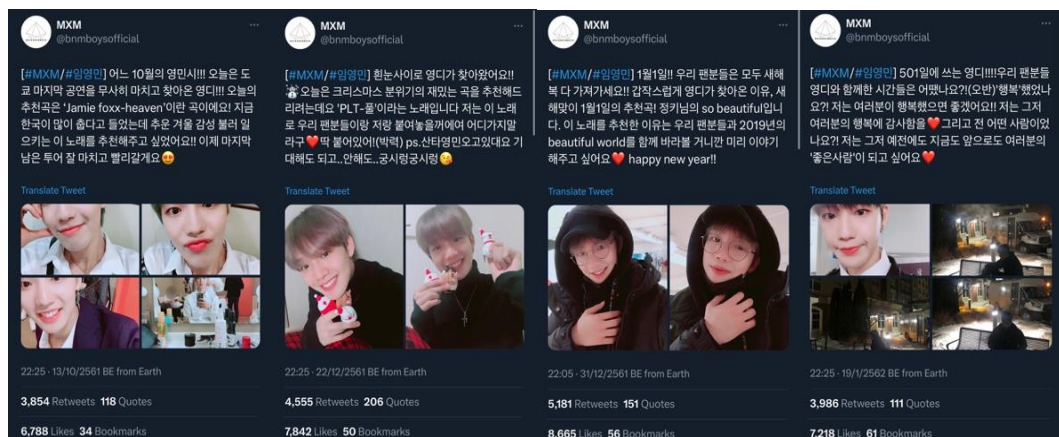 MXM
@bnmboysofficial
[#MXM/#임영민] 어느 10월의 영민시!!! 오늘은 도
쿄 마지막 공연을 무사히 마치고 찾아온 영디!!! 오늘의
추천곡은 'Jamie foxx-heaven'이란 곡이에요! 지금
한국이 많이 춥다고 들었는데 추운 겨울 감성 불러 일
으키는 이 노래를 추천해주고 싶었어요!! 이제 마지막
남은 투어 잘 마치고 빨리갈게요😍
Translate Tweet
22:25 · 13/10/2561 BE from Earth
3,854 Retweets 118 Quotes
6,788 Likes 34 Bookmarks
MXM
@bnmboysofficial
[#MXM/#임영민] 흰눈사이로 영디가 찾아왔어요!!
☃️오늘은 크리스마스 분위기의 재밌는 곡을 추천해드
리려는데요 'PLT-풀'이라는 노래입니다 저는 이 노래
로 우리 팬분들이랑 저랑 붙여놓을꺼에여 어디가지말
라구❤️딱 붙어있어!(박력) ps.산타영민오고있대요 기
대해도 되고..안해도..궁시렁궁시렁😘
Translate Tweet
22:25 · 22/12/2561 BE from Earth
4,555 Retweets 206 Quotes
7,842 Likes 50 Bookmarks
MXM
@bnmboysofficial
[#MXM/#임영민] 1월1일!! 우리 팬분들은 모두 새해
복 다 가져가세요!! 갑작스럽게 영디가 찾아온 이유, 새
해맞이 1월1일의 추천곡! 정키님의 so beautiful입니
다. 이 노래를 추천한 이유는 우리 팬분들과 2019년의
beautiful world를 함께 바라볼 거니깐 미리 이야기
해주고 싶어요❤️ happy new year!!
Translate Tweet
22:05 · 31/12/2561 BE from Earth
5,181 Retweets 151 Quotes
8,665 Likes 56 Bookmarks
MXM
@bnmboysofficial
[#MXM/#임영민] 501일에 쓰는 영디!!!!우리 팬분들
영디와 함께한 시간들은 어땠나요?!(오반)'행복'했었나
요?! 저는 여러분이 행복했으면 좋겠어요!! 저는 그저
여러분의 행복에 감사함을❤️그리고 전 어떤 사람이었
나요?! 저는 그저 예전에도 지금도 앞으로도 여러분의
'좋은사람'이 되고 싶어요❤️
Translate Tweet
22:25 · 19/1/2562 BE from Earth
3,986 Retweets 111 Quotes
7,218 Likes 61 Bookmarks